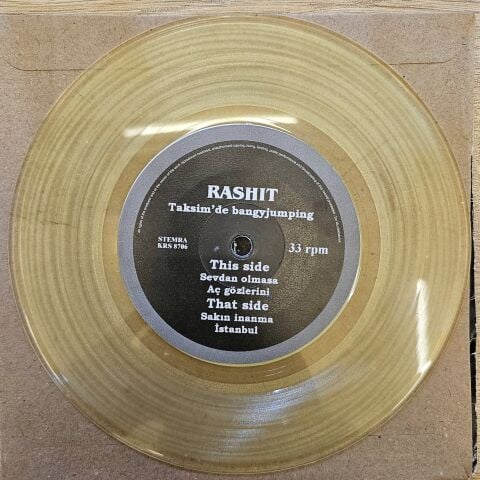 RASHIT
Taksim'de bangyjumping
STEMRA
KRS 8706
33 rpm
This side
Sevdan olmasa
Aç gözlerini
That side
Sakın inanma
İstanbul